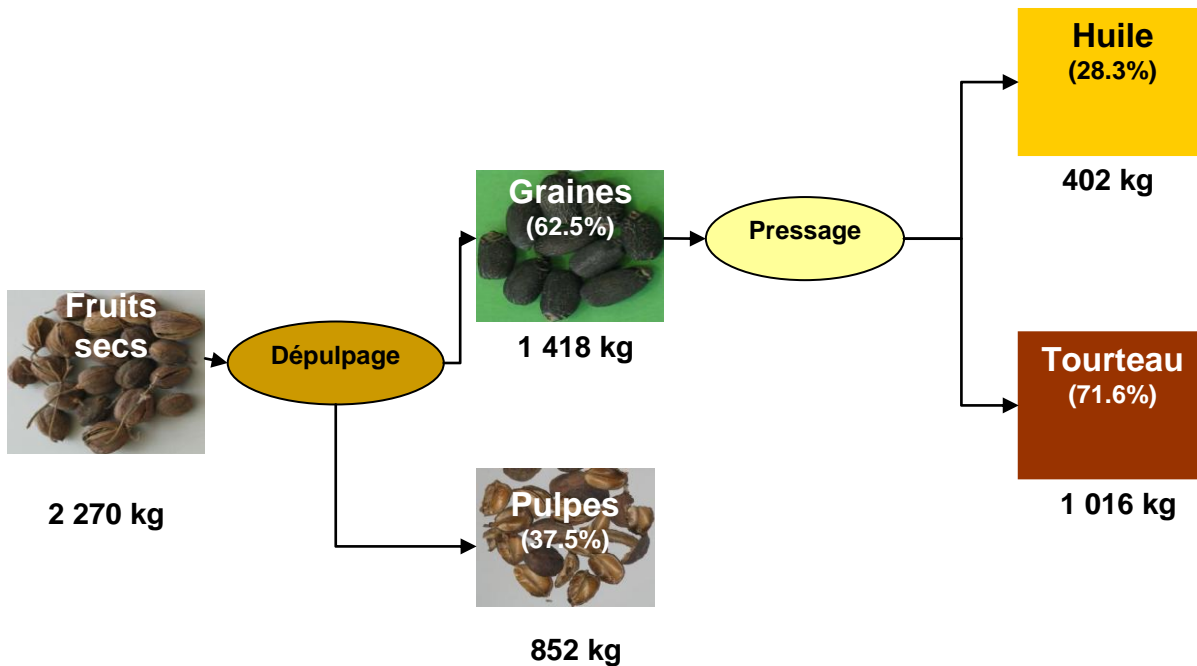 Huile
(28.3%)
402 kg
Graines
(62.5%)
1 418 kg
Pressage
Fruits
secs
2 270 kg
Dépulpage
Tourteau
(71.6%)
1 016 kg
Pulpes
(37.5%)
852 kg